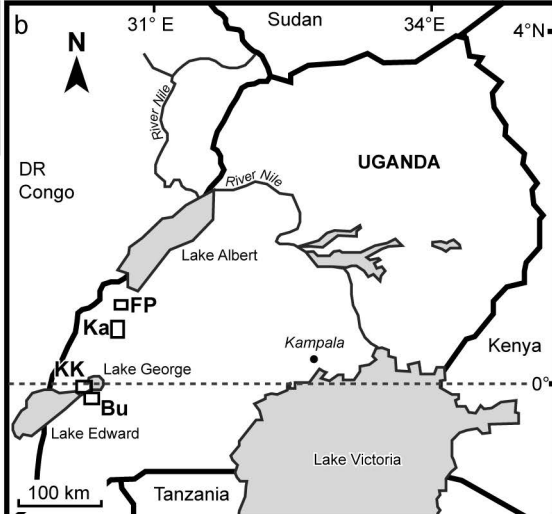 b
31° E
Sudan
34° E
4°N
N
River Nile
DR
Congo
River Nile
UGANDA
Lake Albert
FP
Ka
Kampala
Kenya
KK
Lake George
0°
Bu
Lake Edward
Lake Victoria
100 km
Tanzania